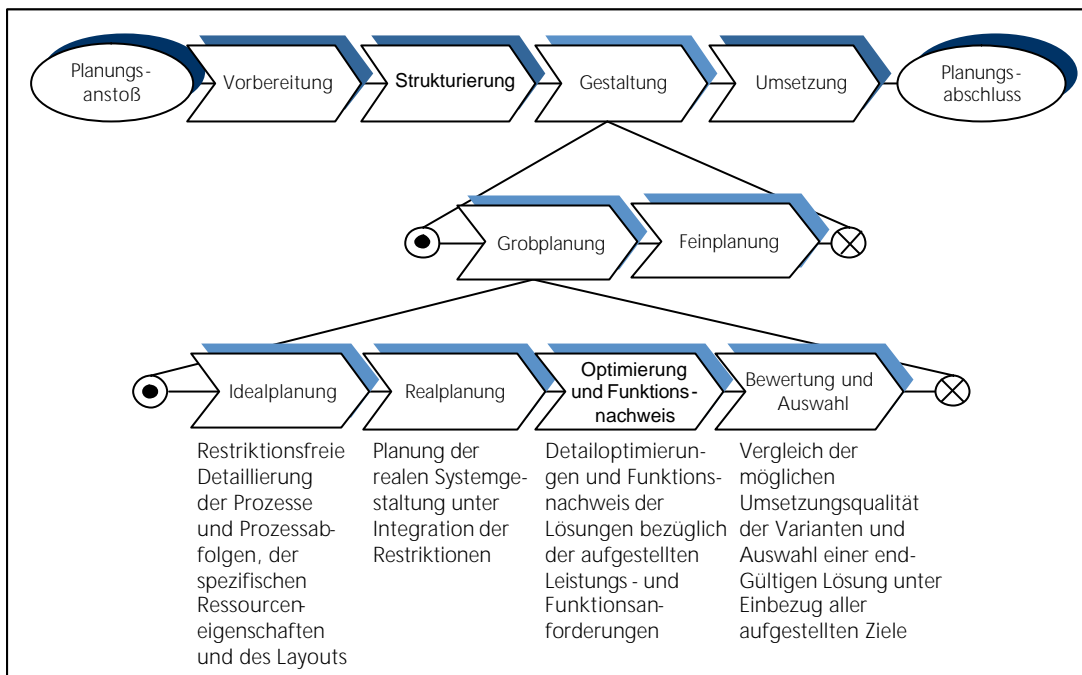 Planungs-
anstoß
Vorbereitung
Strukturierung
Gestaltung
Umsetzung
Planungs-
abschluss
Grobplanung
Feinplanung
Idealplanung
Realplanung
Optimierung
und Funktions-
nachweis
Bewertung und
Auswahl
Restriktionsfreie
Detaillierung
der Prozesse
und Prozessab-
folgen, der
spezifischen
Ressourcen-
eigenschaften
und des Layouts
Planung der
realen Systemge-
staltung unter
Integration der
Restriktionen
Detailoptimierun-
gen und Funktions-
nachweis der
Lösungen bezüglich
der aufgestellten
Leistungs - und
Funktionsan-
forderungen
Vergleich der
möglichen
Umsetzungsqualität
der Varianten und
Auswahl einer end-
Gültigen Lösung unter
Einbezug aller
aufgestellten Ziele